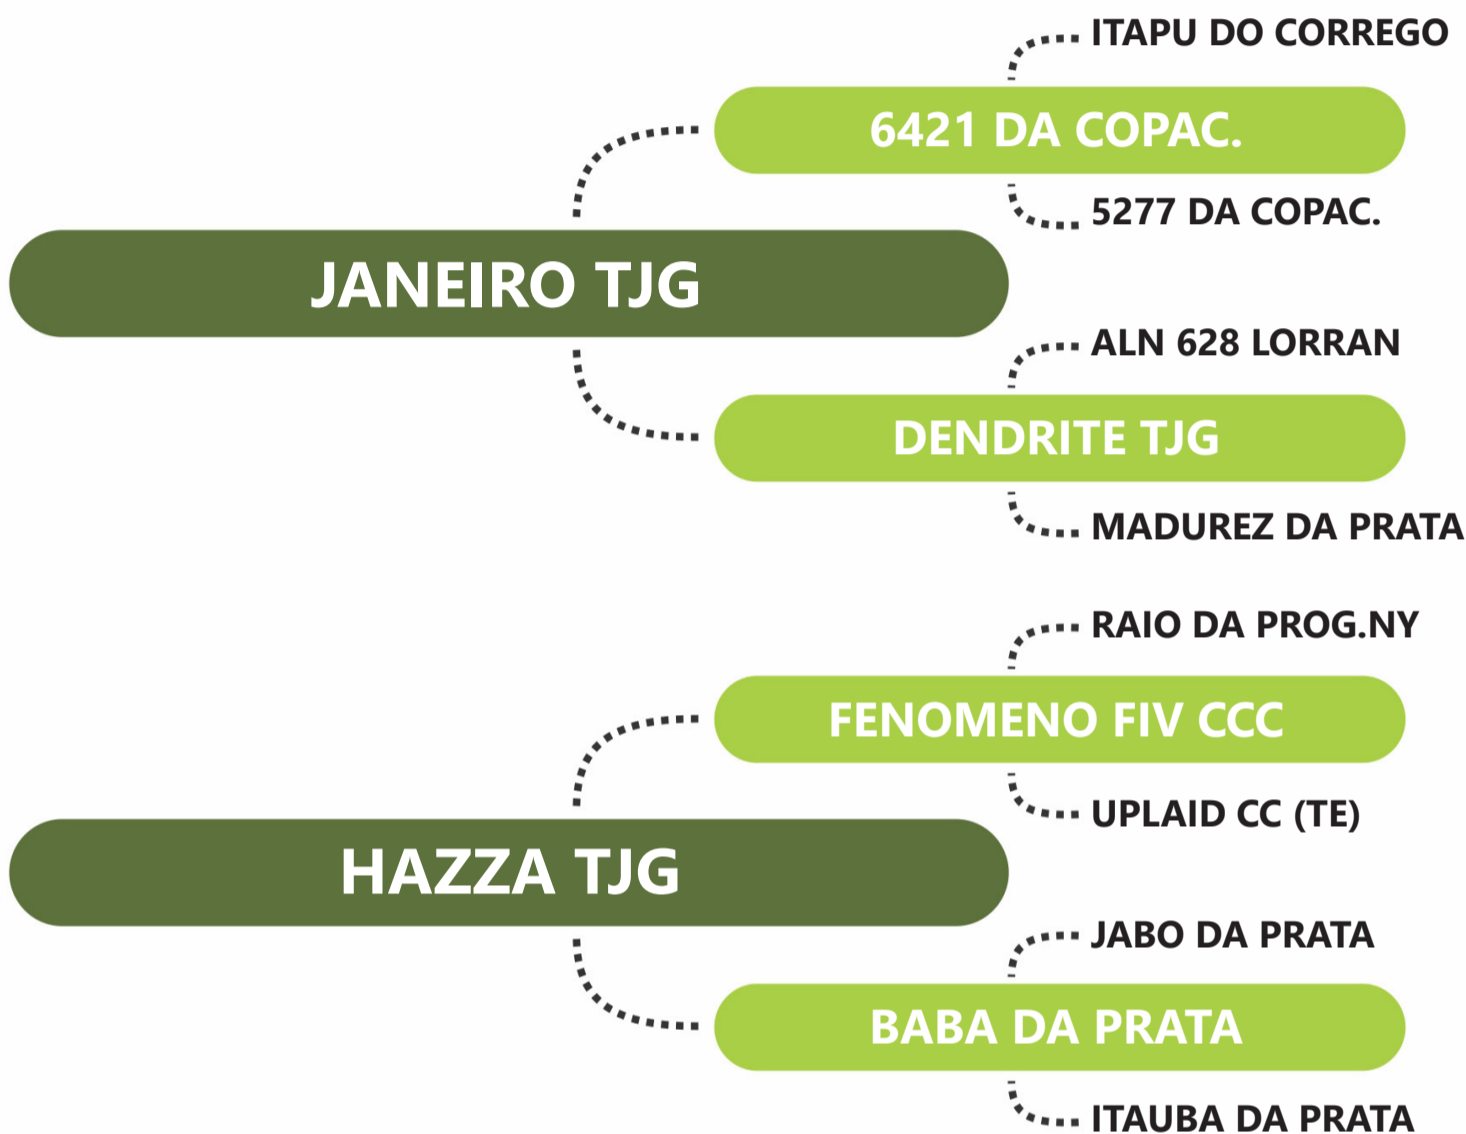 ITAPU DO CORREGO
6421 DA COPAC.
5277 DA COPAC.
JANEIRO TJG
ALN 628 LORRAN
DENDRITE TJG
MADUREZ DA PRATA
RAIO DA PROG.NY
FENOMENO FIV CCC
UPLAID CC (TE)
HAZZA TJG
JABO DA PRATA
BABA DA PRATA
ITAUBA DA PRATA